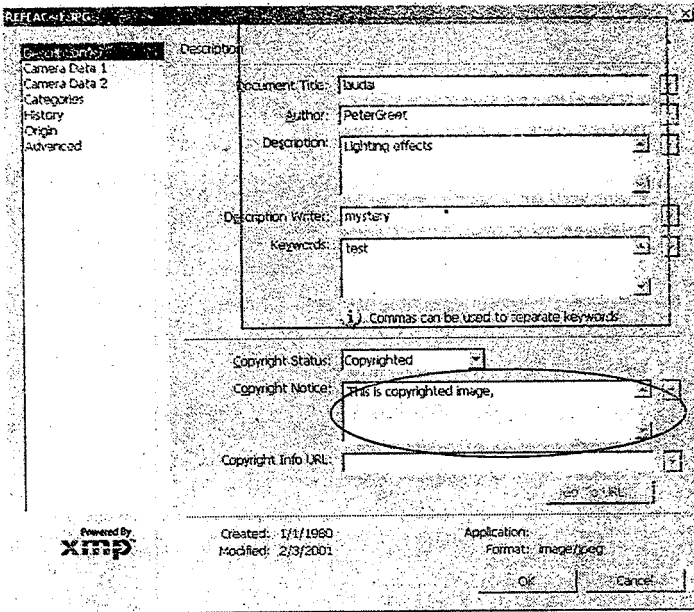 Description
Camera Data 1
Camera Data 2
Categories
History
Origin
Advanced
Description
Document Title: lauda
Author: PeterGreet
Description: Lighting effects
Description Writer: mystery
Keywords: test
Commas can be used to separate keywords
Copyright Status: Copyrighted
Copyright Notice: This is copyrighted image,
Copyright Info URL:
Go To URL...
Powered By
xmp
Created: 1/1/1980
Modified: 2/3/2001
Application:
Format: image/jpeg
OK
Cancel